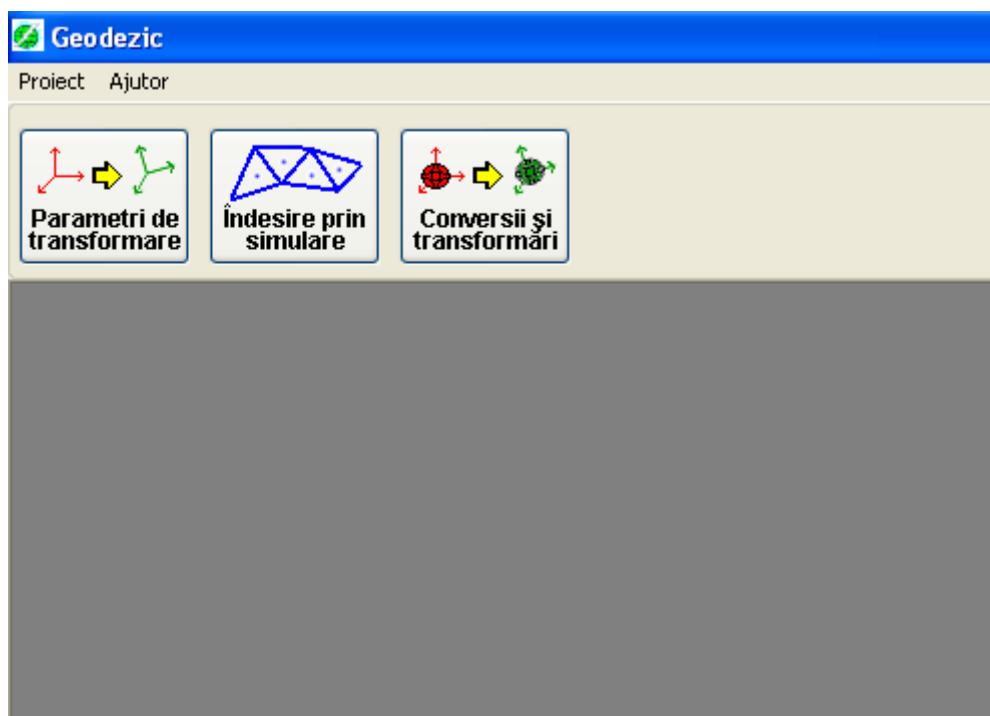 Geodezic
Proiect Ajutor
Parametri de
transformare
Îndesire prin
simulare
Conversii şi
transformări